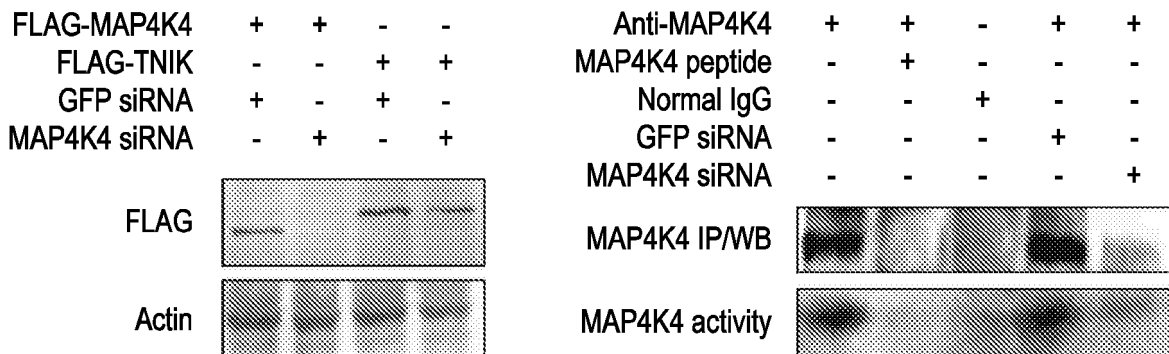 FLAG-MAP4K4 + + - -
FLAG-TNIK - - + +
GFP siRNA + - + -
MAP4K4 siRNA - + - +
FLAG
Actin
Anti-MAP4K4 + + - + +
MAP4K4 peptide - + - - -
Normal IgG - - + - -
GFP siRNA - - - + -
MAP4K4 siRNA - - - - +
MAP4K4 IP/WB
MAP4K4 activity